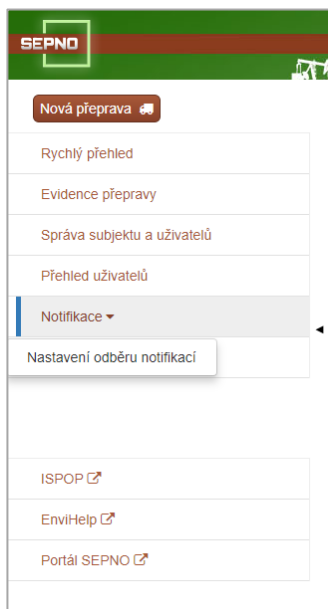 SEPNO
Nová přeprava
Rychlý přehled
Evidence přepravy
Správa subjektu a uživatelů
Přehled uživatelů
Notifikace
Nastavení odběru notifikací
ISPOP
EnviHelp
Portál SEPNO